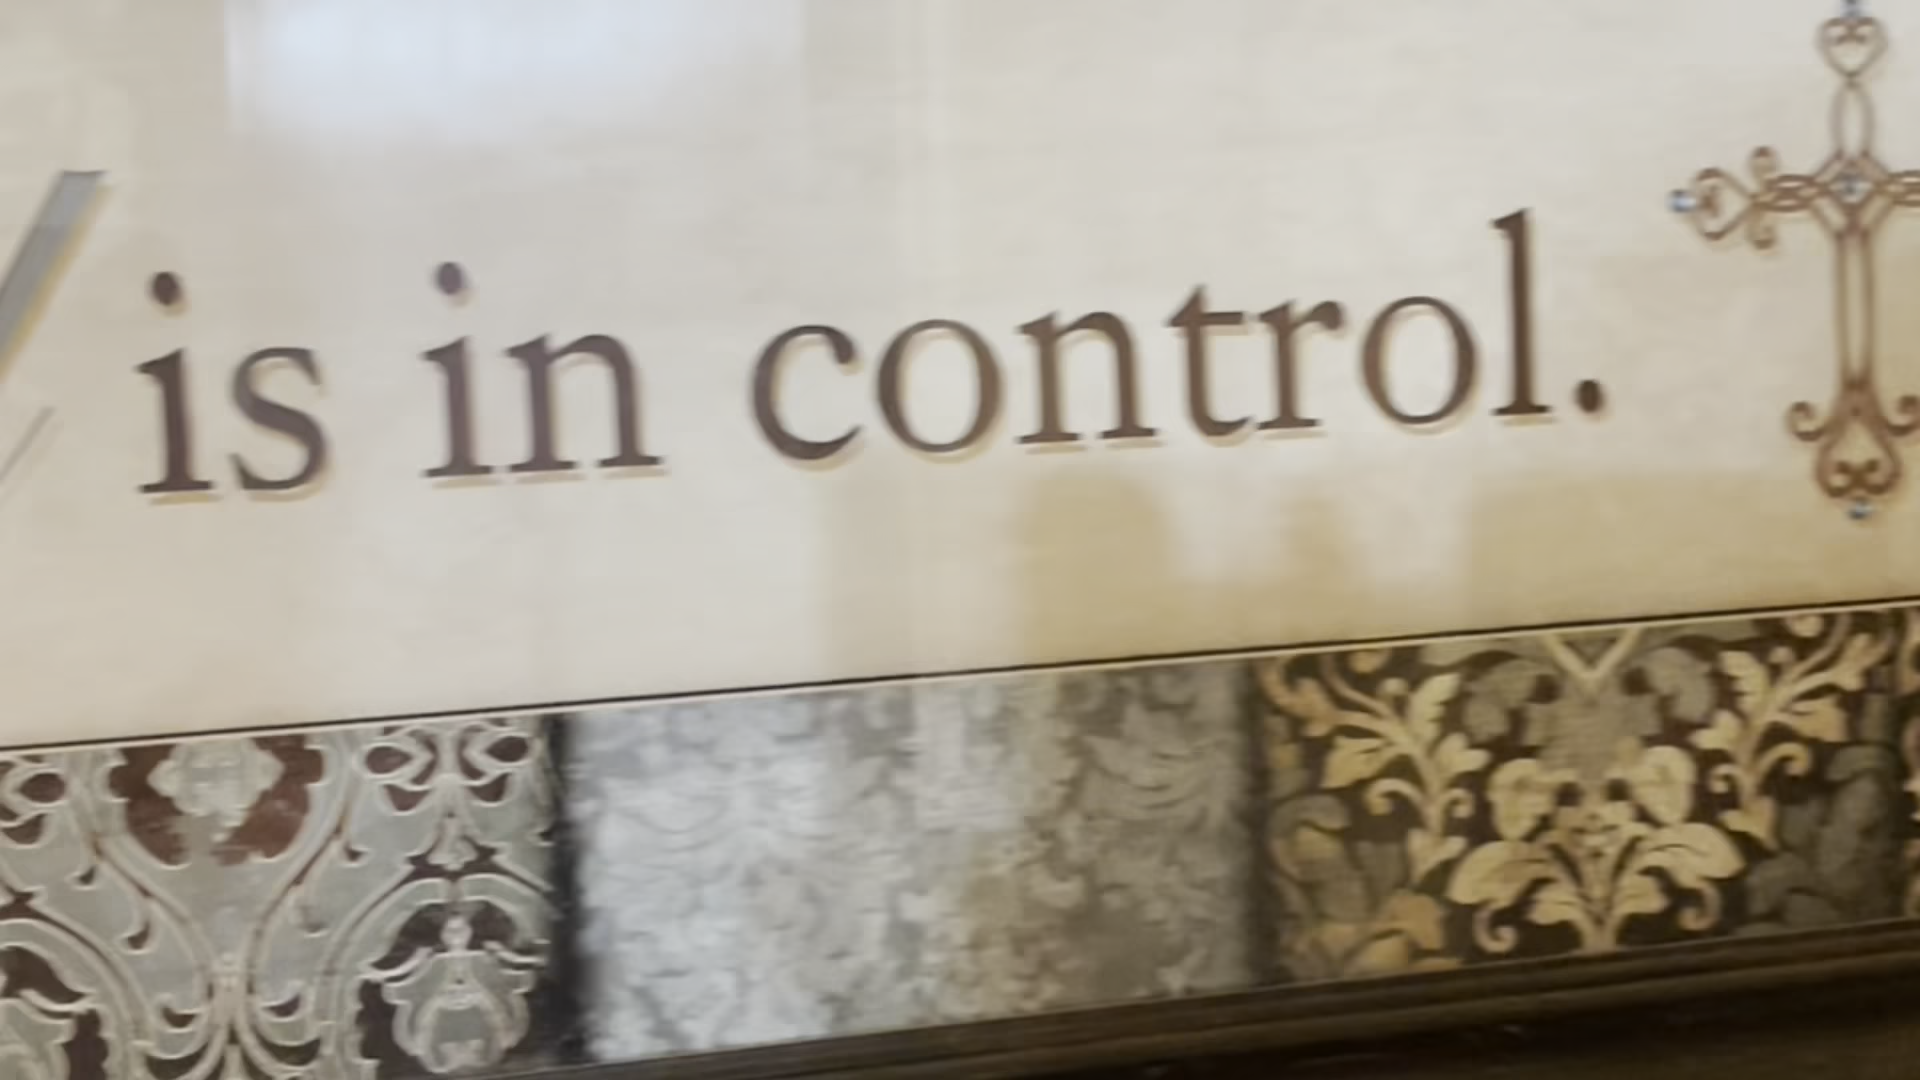 is in control.